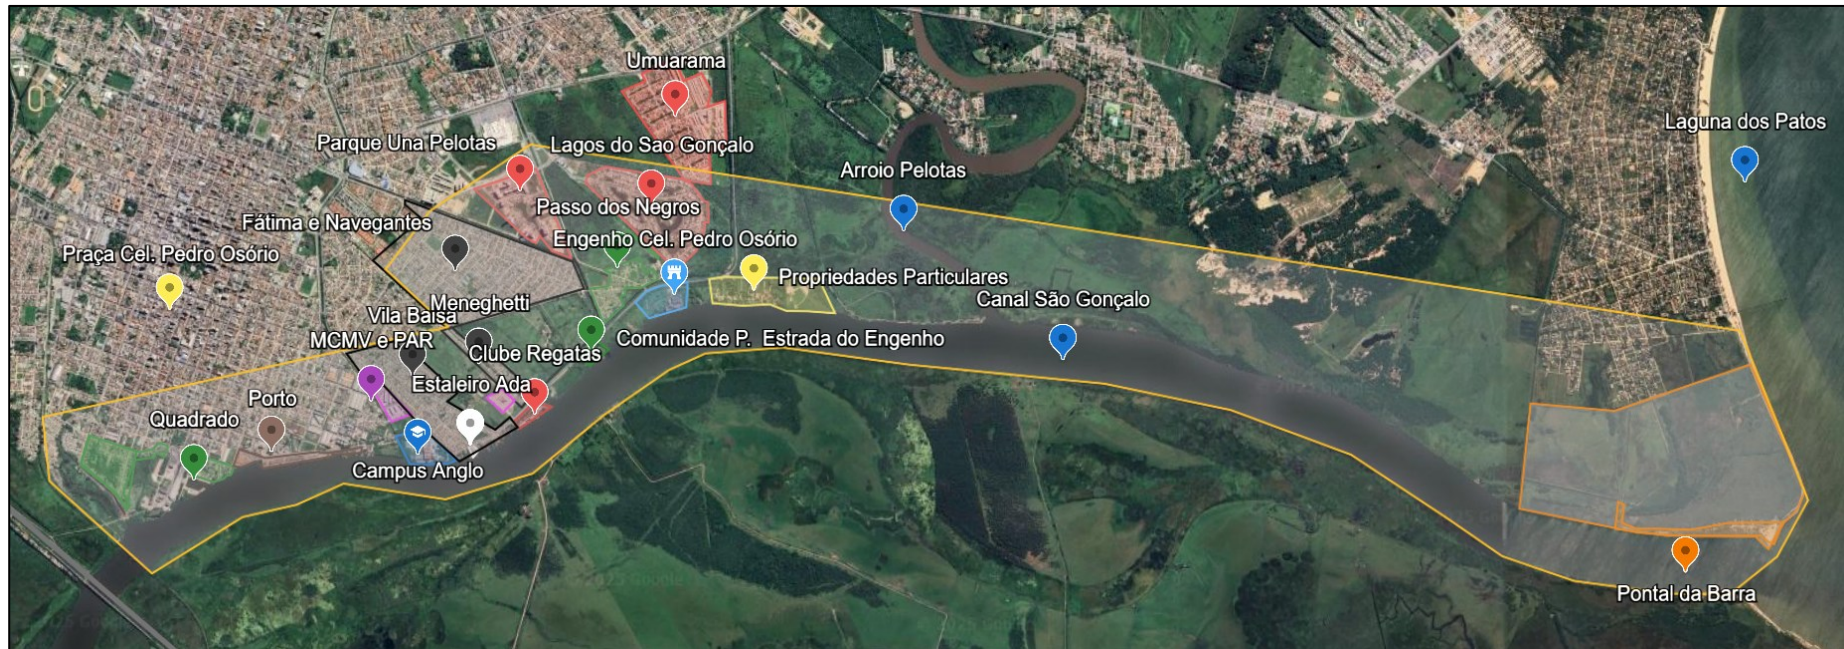 Umuarama
Laguna dos Patos
Parque Una Pelotas
Lagos do Sao Gonçalo
Arroio Pelotas
Passo dos Negros
Fátima e Navegantes
Engenho Cel. Pedro Osório
Praça Cel. Pedro Osório
Propriedades Particulares
Canal São Gonçalo
Meneghetti
Vila Balsa
MCMV e PAR
Comunidade P. Estrada do Engenho
Clube Regatas
Estaleiro Ada
Porto
Quadrado
Campus Anglo
Pontal da Barra